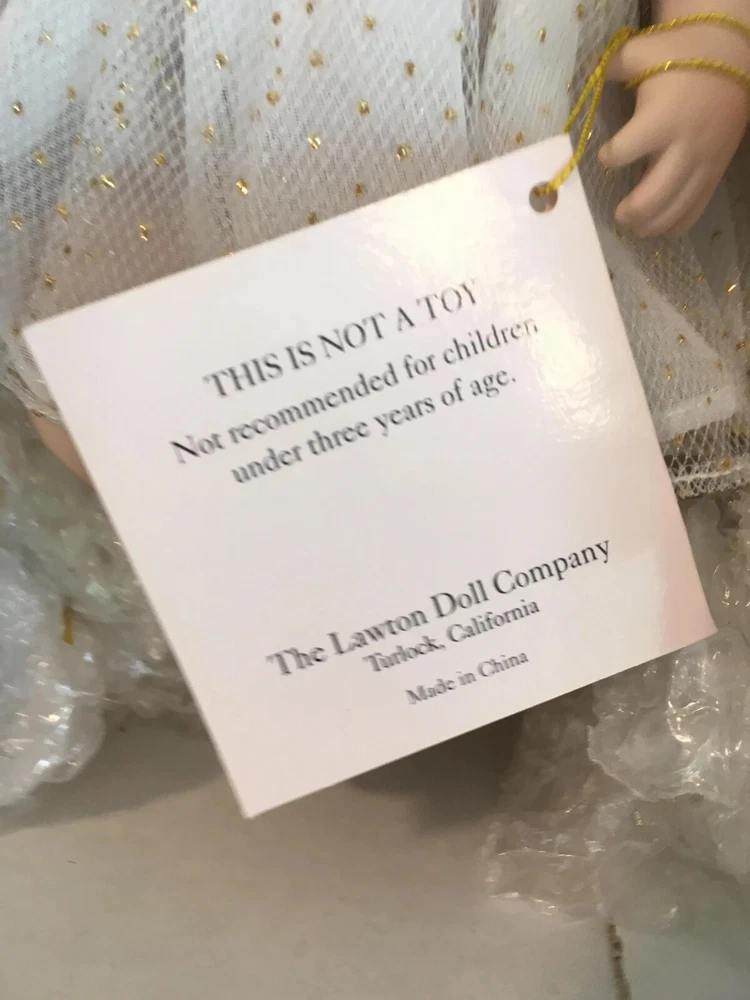 THIS IS NOT A TOY
Not recommended for children
under three years of age.
The Lawton Doll Company
Turlock, California
Made in China